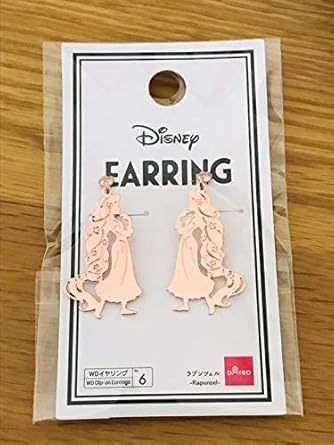 Disney
EARRING
WDイヤリング
WD Clip-on Earrings
No. 6
ラプンツェル
-Rapunzel-
DAISO